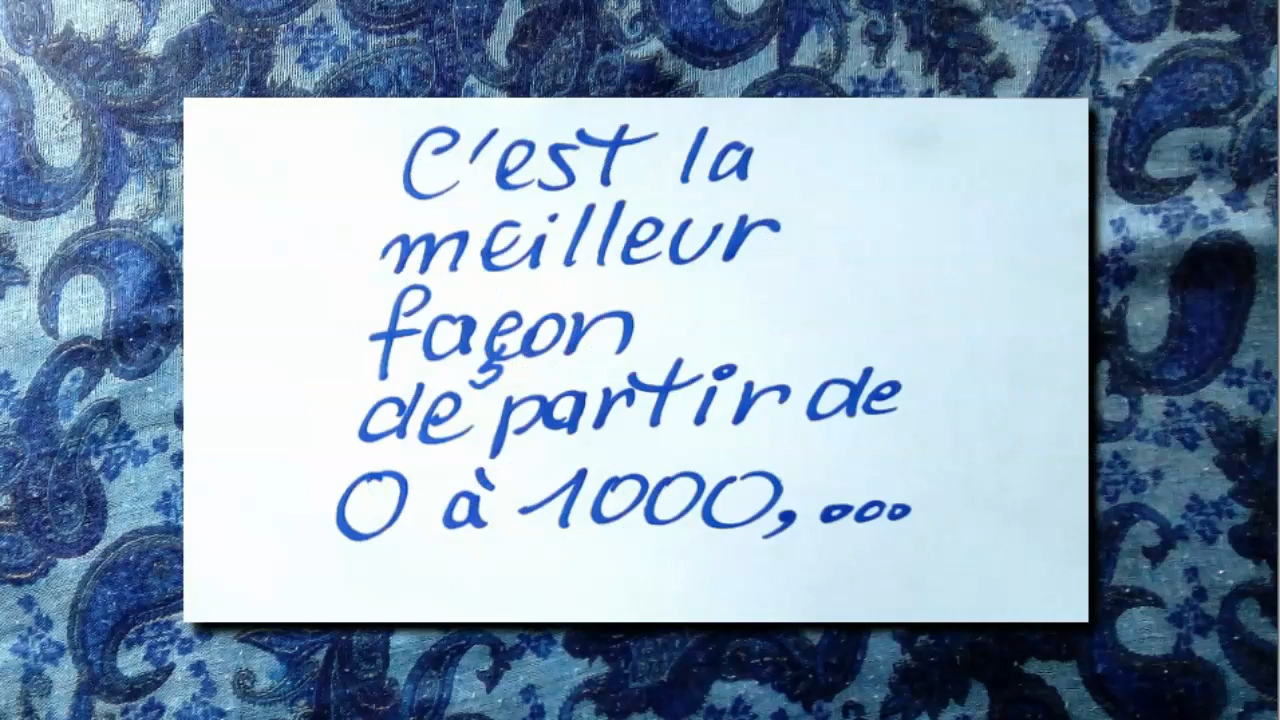 C'est la
meilleur
façon
de partir de
0 à 1000,...